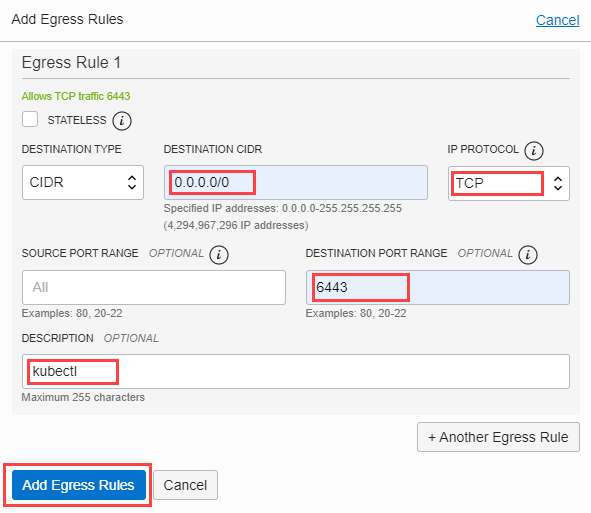 Add Egress Rules Cancel
Egress Rule 1
Allows TCP traffic 6443
STATELESS i
DESTINATION TYPE DESTINATION CIDR IP PROTOCOL i
CIDR 0.0.0.0/0 TCP
Specified IP addresses: 0.0.0.0-255.255.255.255
(4,294,967,296 IP addresses)
SOURCE PORT RANGE OPTIONAL i DESTINATION PORT RANGE OPTIONAL i
All 6443
Examples: 80, 20-22 Examples: 80, 20-22
DESCRIPTION OPTIONAL
kubectl
Maximum 255 characters
+ Another Egress Rule
Add Egress Rules Cancel